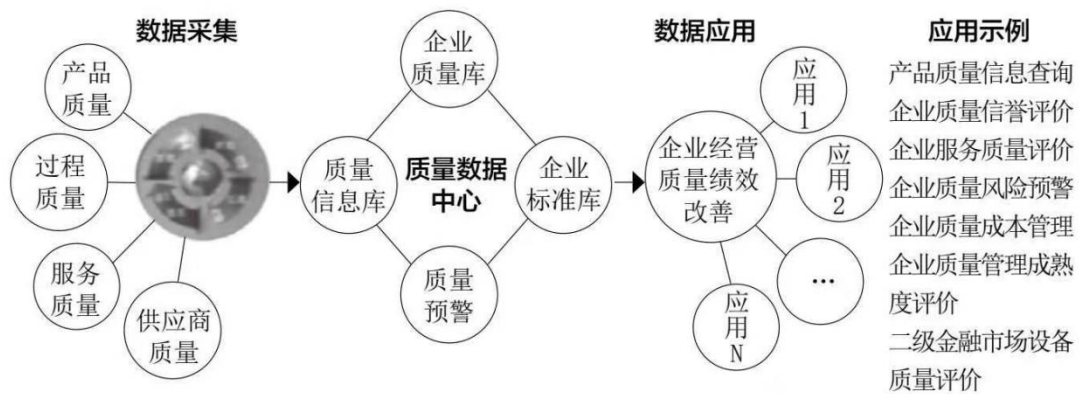 数据采集
产品
质量
过程
质量
服务
质量
供应商
质量
企业
质量库
质量
信息库
质量数据
中心
企业
标准库
质量
预警
数据应用
企业经营
质量绩效
改善
应
用
1
应
用
2
…
应
用
N
应用示例
产品质量信息查询
企业质量信誉评价
企业服务质量评价
企业质量风险预警
企业质量成本管理
企业质量管理成熟
度评价
二级金融市场设备
质量评价